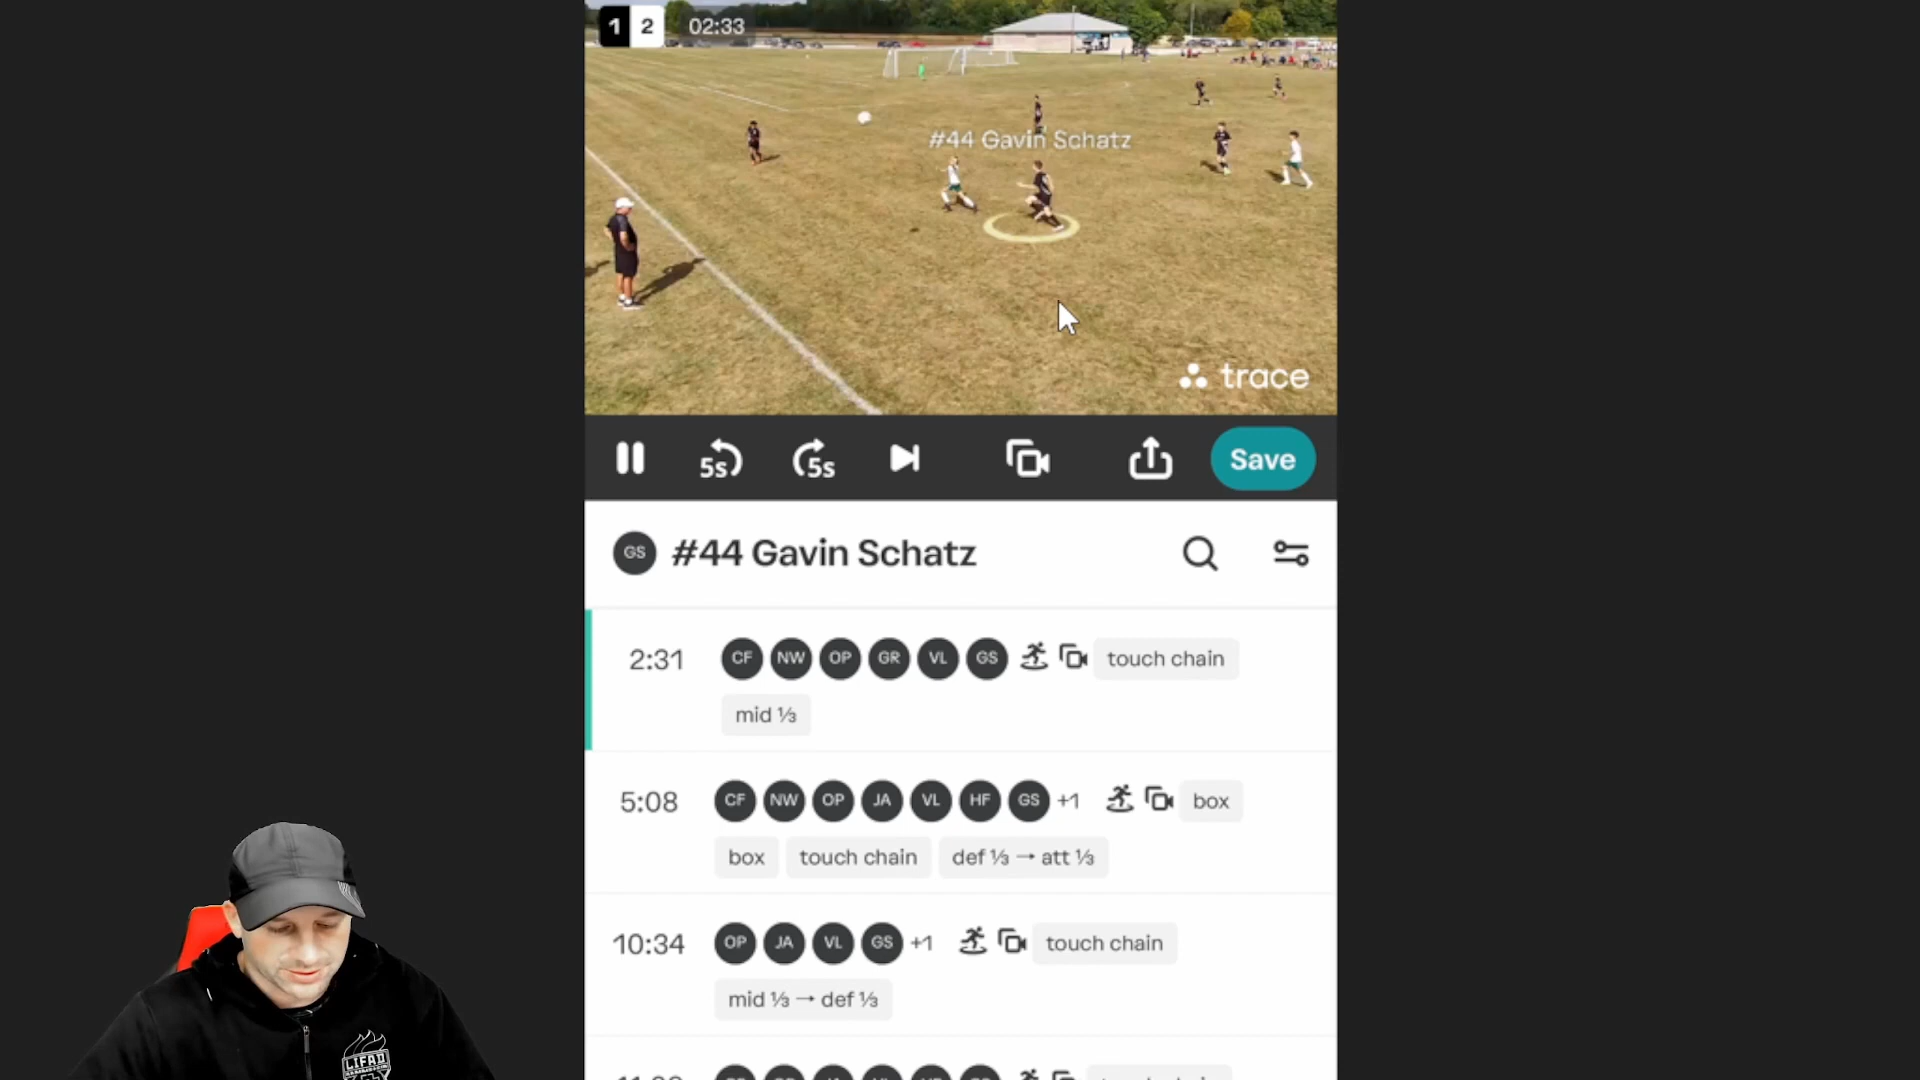 1 2 02:33
#44 Gavin Schatz
trace
5s 5s Save
GS #44 Gavin Schatz
2:31 CF NW OP GR VL GS touch chain
mid ⅓
5:08 CF NW OP JA VL HF GS +1 box
box touch chain def ⅓ → att ⅓
10:34 OP JA VL GS +1 touch chain
mid ⅓ → def ⅓
LIFAD